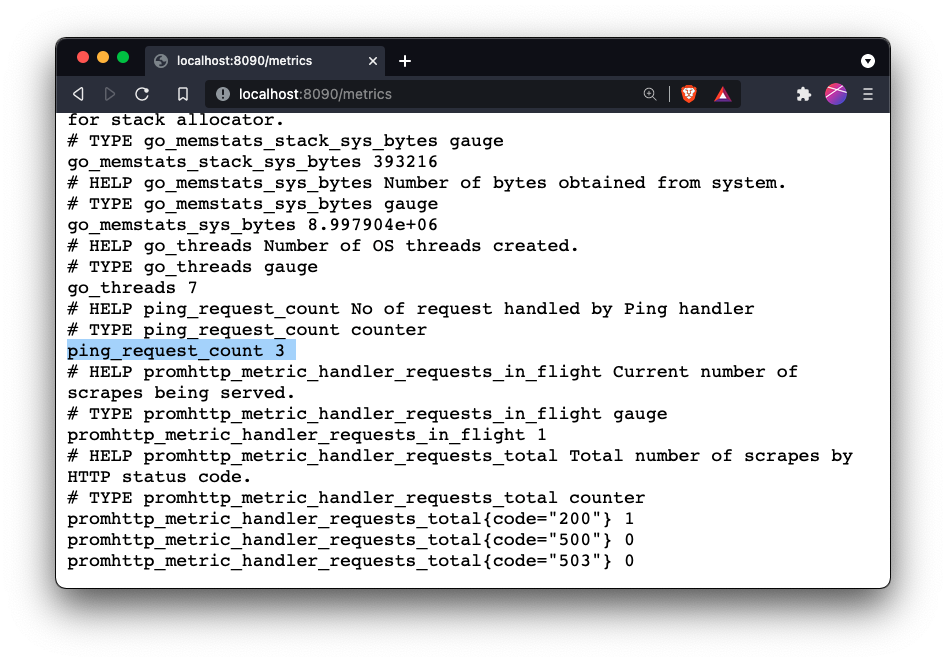 localhost:8090/metrics
localhost:8090/metrics
for stack allocator.
# TYPE go_memstats_stack_sys_bytes gauge
go_memstats_stack_sys_bytes 393216
# HELP go_memstats_sys_bytes Number of bytes obtained from system.
# TYPE go_memstats_sys_bytes gauge
go_memstats_sys_bytes 8.997904e+06
# HELP go_threads Number of OS threads created.
# TYPE go_threads gauge
go_threads 7
# HELP ping_request_count No of request handled by Ping handler
# TYPE ping_request_count counter
ping_request_count 3
# HELP promhttp_metric_handler_requests_in_flight Current number of
scrapes being served.
# TYPE promhttp_metric_handler_requests_in_flight gauge
promhttp_metric_handler_requests_in_flight 1
# HELP promhttp_metric_handler_requests_total Total number of scrapes by
HTTP status code.
# TYPE promhttp_metric_handler_requests_total counter
promhttp_metric_handler_requests_total{code="200"} 1
promhttp_metric_handler_requests_total{code="500"} 0
promhttp_metric_handler_requests_total{code="503"} 0